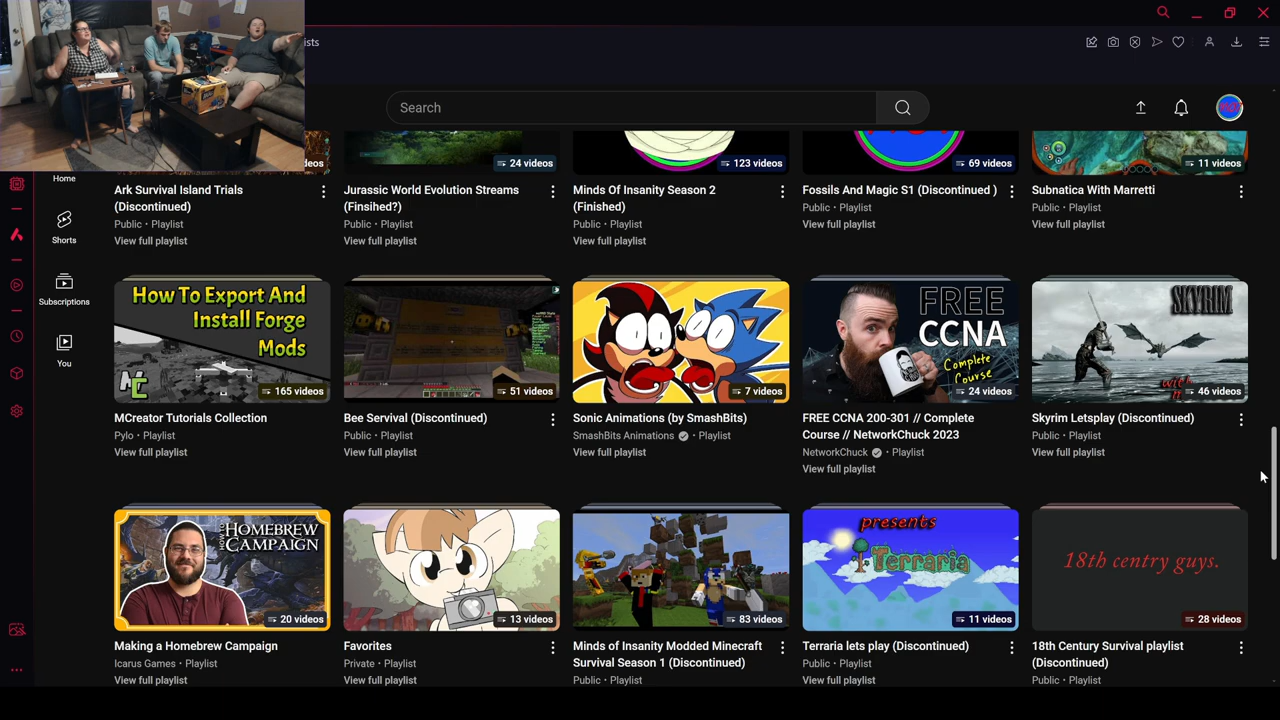 ists
Search
deos
24 videos
123 videos
69 videos
11 videos
Home
Ark Survival Island Trials
(Discontinued)
Public • Playlist
View full playlist
Jurassic World Evolution Streams
(Finsihed?)
Public • Playlist
View full playlist
Minds Of Insanity Season 2
(Finished)
Public • Playlist
View full playlist
Fossils And Magic S1 (Discontinued )
Public • Playlist
View full playlist
Subnatica With Marretti
Public • Playlist
View full playlist
Shorts
Subscriptions
You
How To Export And
Install Forge
Mods
165 videos
51 videos
7 videos
FREE
CCNA
Complete
Course
24 videos
SKYRIM
46 videos
MCreator Tutorials Collection
Pylo • Playlist
View full playlist
Bee Servival (Discontinued)
Public • Playlist
View full playlist
Sonic Animations (by SmashBits)
SmashBits Animations • Playlist
View full playlist
FREE CCNA 200-301 // Complete
Course // NetworkChuck 2023
NetworkChuck • Playlist
View full playlist
Skyrim Letsplay (Discontinued)
Public • Playlist
View full playlist
HOW TO HOMEBREW
CAMPAIGN
20 videos
13 videos
83 videos
presents
Terraria
11 videos
18th centry guys.
28 videos
Making a Homebrew Campaign
Icarus Games • Playlist
View full playlist
Favorites
Private • Playlist
View full playlist
Minds of Insanity Modded Minecraft
Survival Season 1 (Discontinued)
Public • Playlist
Terraria lets play (Discontinued)
Public • Playlist
View full playlist
18th Century Survival playlist
(Discontinued)
Public • Playlist